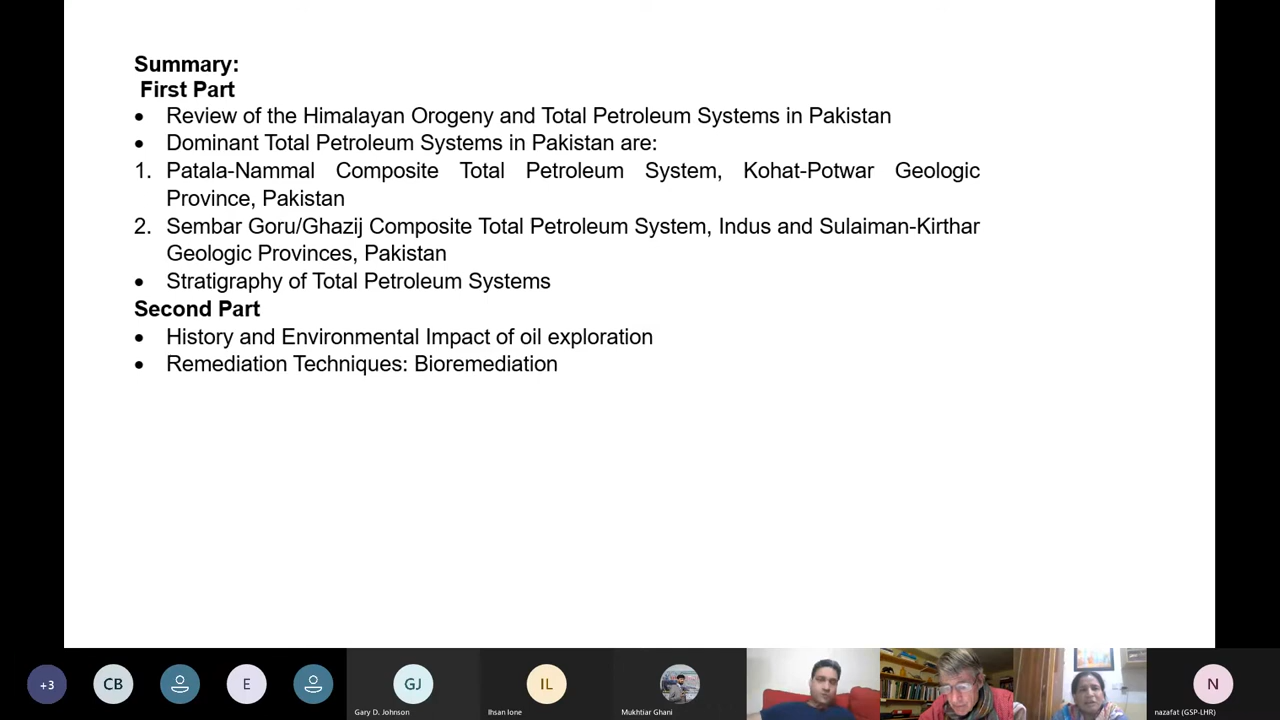 Summary:
First Part
• Review of the Himalayan Orogeny and Total Petroleum Systems in Pakistan
• Dominant Total Petroleum Systems in Pakistan are:
1. Patala-Nammal Composite Total Petroleum System, Kohat-Potwar Geologic
Province, Pakistan
2. Sembar Goru/Ghazij Composite Total Petroleum System, Indus and Sulaiman-Kirthar
Geologic Provinces, Pakistan
• Stratigraphy of Total Petroleum Systems
Second Part
• History and Environmental Impact of oil exploration
• Remediation Techniques: Bioremediation
+3
CB
E
GJ
IL
N
Gary D. Johnson
Ihsan lone
Mukhtiar Ghani
nazafat (GSP-LHR)